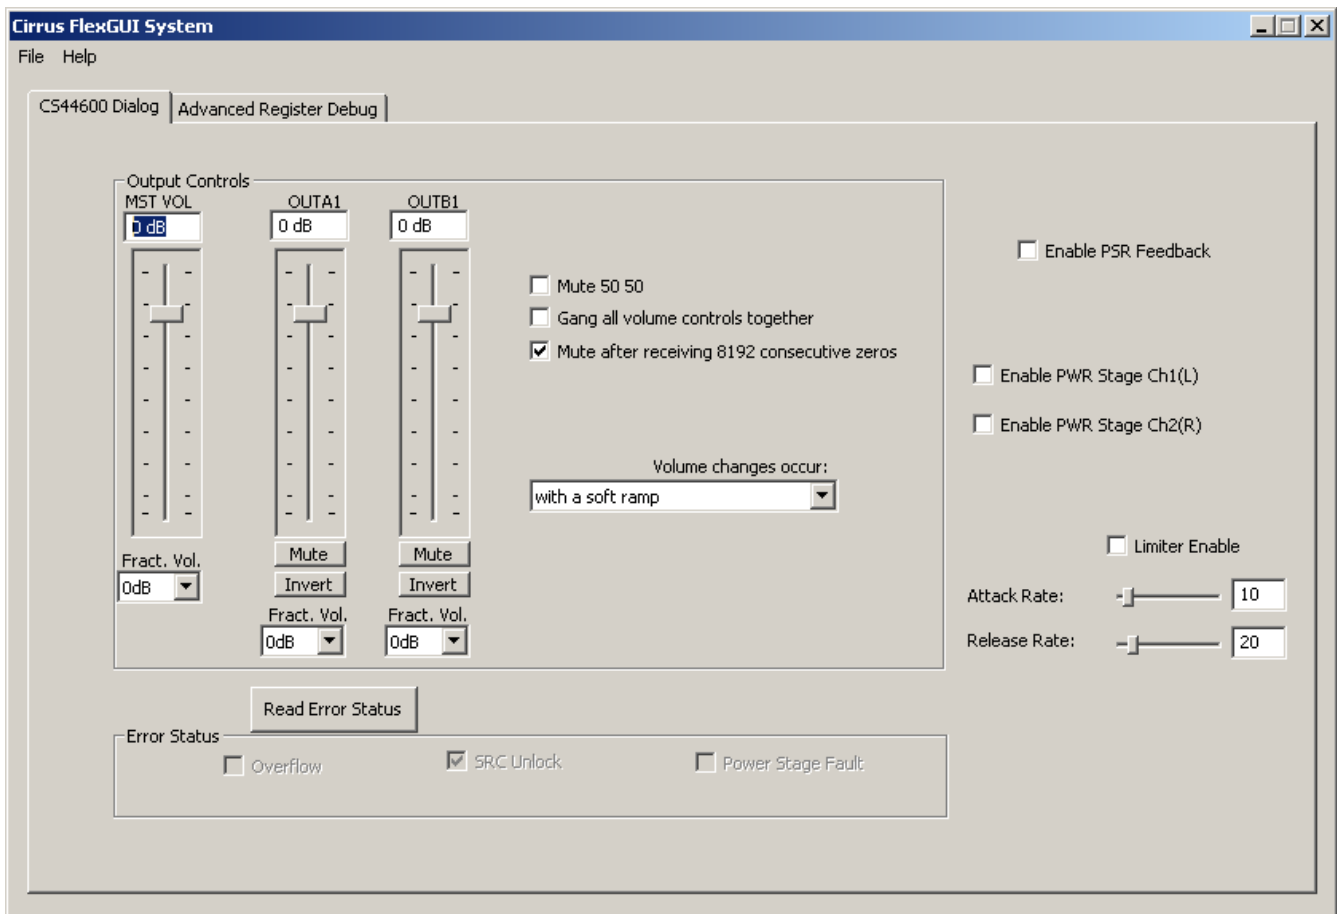 Cirrus FlexGUI System
File Help
CS44600 Dialog Advanced Register Debug
Output Controls
MST VOL OUTA1 OUTB1
0 dB 0 dB 0 dB
Enable PSR Feedback
Mute 50 50
Gang all volume controls together
Mute after receiving 8192 consecutive zeros
Enable PWR Stage Ch1(L)
Enable PWR Stage Ch2(R)
Volume changes occur:
with a soft ramp
Limiter Enable
Mute Mute
Fract. Vol.
0dB
Invert Invert
Attack Rate: 10
Fract. Vol. Fract. Vol.
0dB 0dB
Release Rate: 20
Read Error Status
Error Status
Overflow SRC Unlock Power Stage Fault